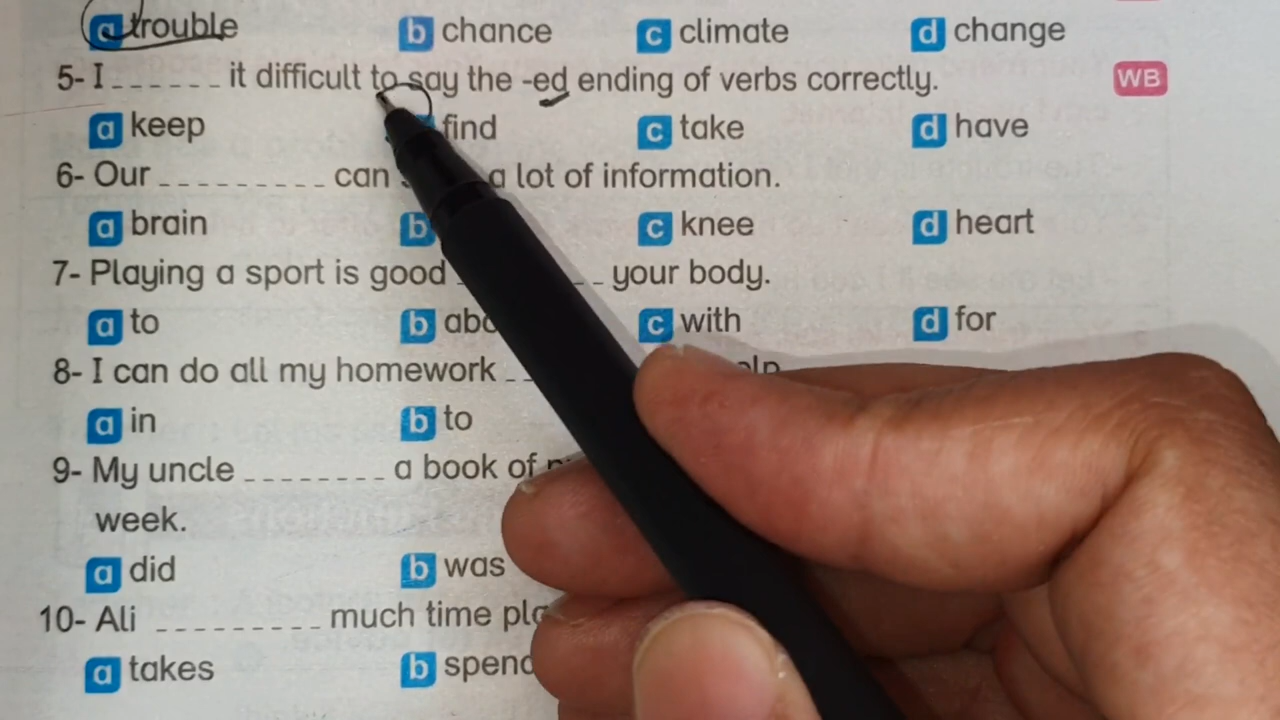 a trouble b chance c climate d change
5- I ______ it difficult to say the -ed ending of verbs correctly. WB
a keep find c take d have
6- Our _________ can a lot of information.
a brain b c knee d heart
7- Playing a sport is good your body.
a to b c with d for
8- I can do all my homework
a in b to
9- My uncle ________ a book of
week.
a did b was
10- Ali _________ much time
a takes b